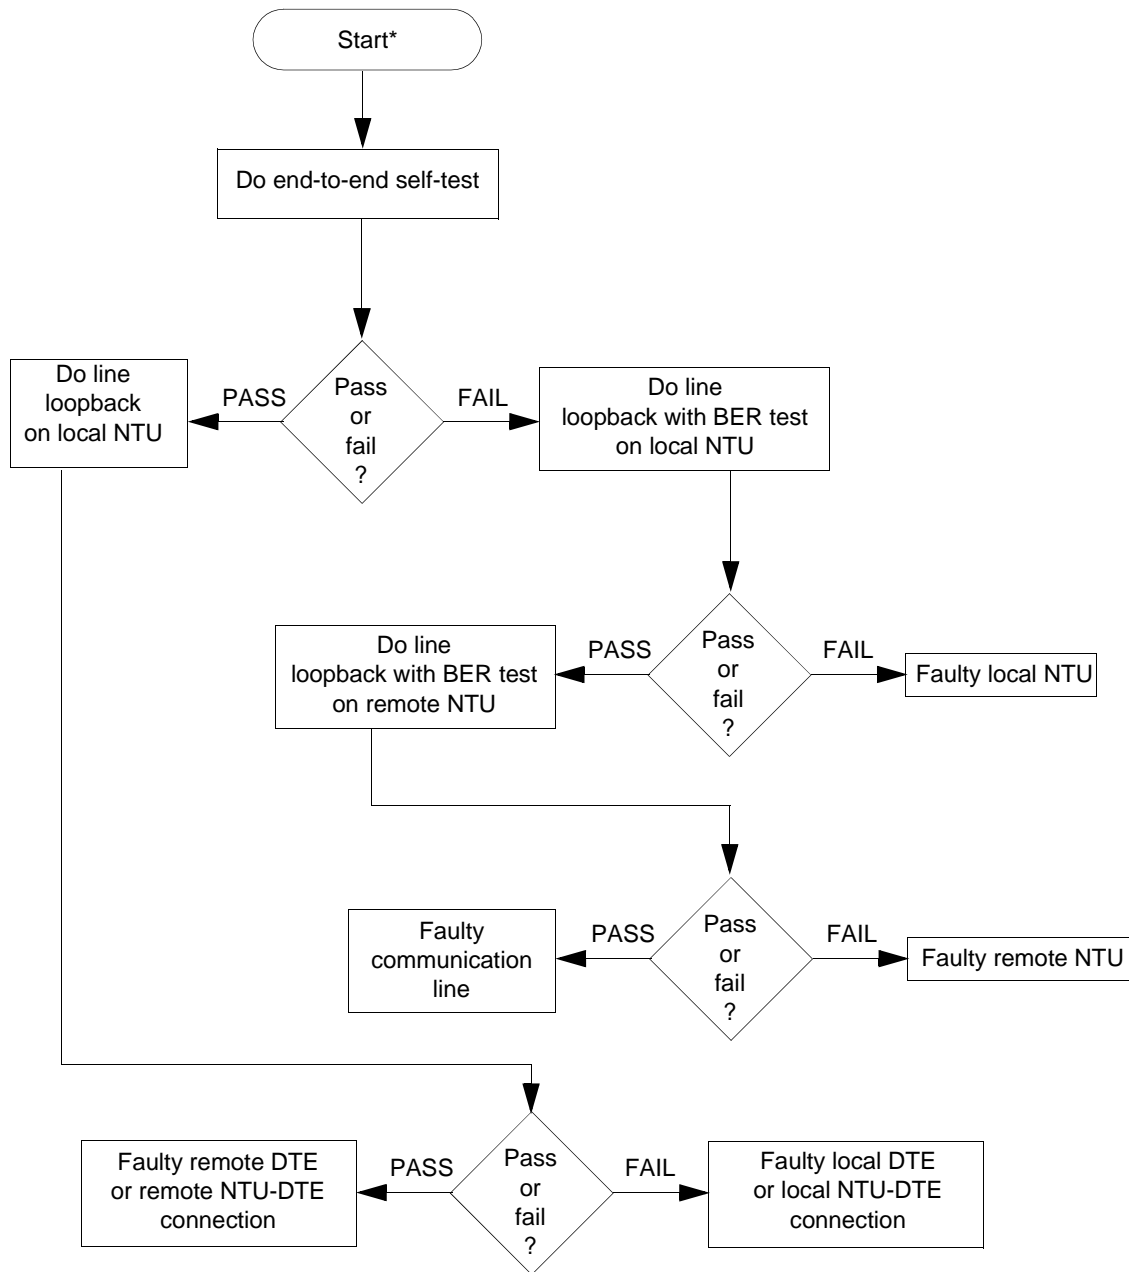 Start*
Do end-to-end self-test
Do line
loopback
on local NTU
PASS
Pass
or
fail
?
FAIL
Do line
loopback with BER test
on local NTU
Do line
loopback with BER test
on remote NTU
PASS
Pass
or
fail
?
FAIL
Faulty local NTU
Faulty
communication
line
PASS
Pass
or
fail
?
FAIL
Faulty remote NTU
Faulty remote DTE
or remote NTU-DTE
connection
PASS
Pass
or
fail
?
FAIL
Faulty local DTE
or local NTU-DTE
connection